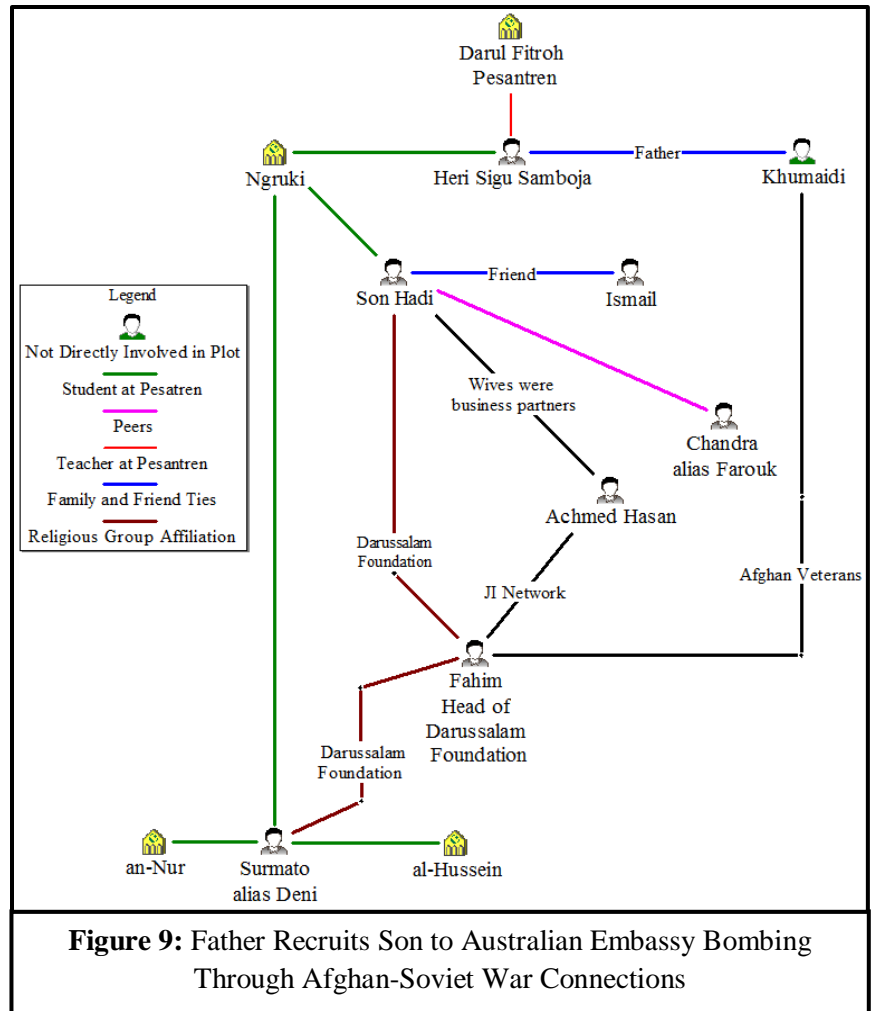 Darul Fitroh
Pesantren
Father
Ngruki
Heri Sigu Samboja
Khumaidi
Friend
Son Hadi
Ismail
Legend
Not Directly Involved in Plot
Student at Pesatren
Peers
Teacher at Pesantren
Family and Friend Ties
Religious Group Affiliation
Wives were
business partners
Chandra
alias Farouk
Achmed Hasan
Darussalam
Foundation
JI Network
Afghan Veterans
Fahim
Head of
Darussalam
Foundation
Darussalam
Foundation
an-Nur
Surmato
alias Deni
al-Hussein
Figure 9: Father Recruits Son to Australian Embassy Bombing
Through Afghan-Soviet War Connections